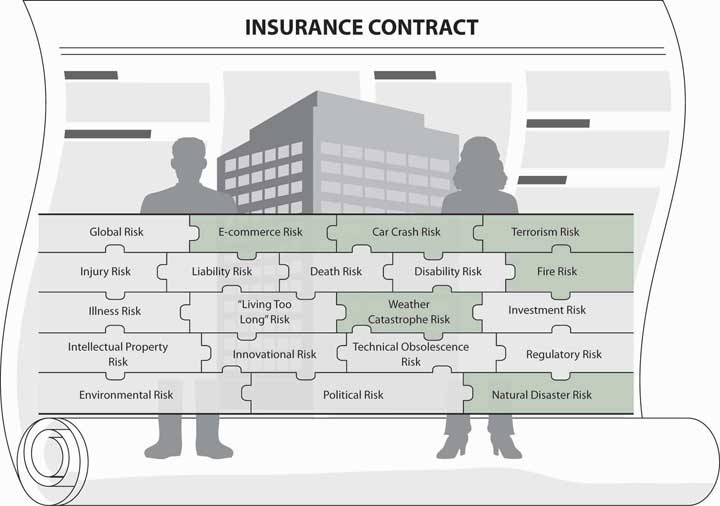 INSURANCE CONTRACT
Global Risk
E-commerce Risk
Car Crash Risk
Terrorism Risk
Injury Risk
Liability Risk
Death Risk
Disability Risk
Fire Risk
Illness Risk
“Living Too
Long” Risk
Weather
Catastrophe Risk
Investment Risk
Intellectual Property
Risk
Innovational Risk
Technical Obsolescence
Risk
Regulatory Risk
Environmental Risk
Political Risk
Natural Disaster Risk